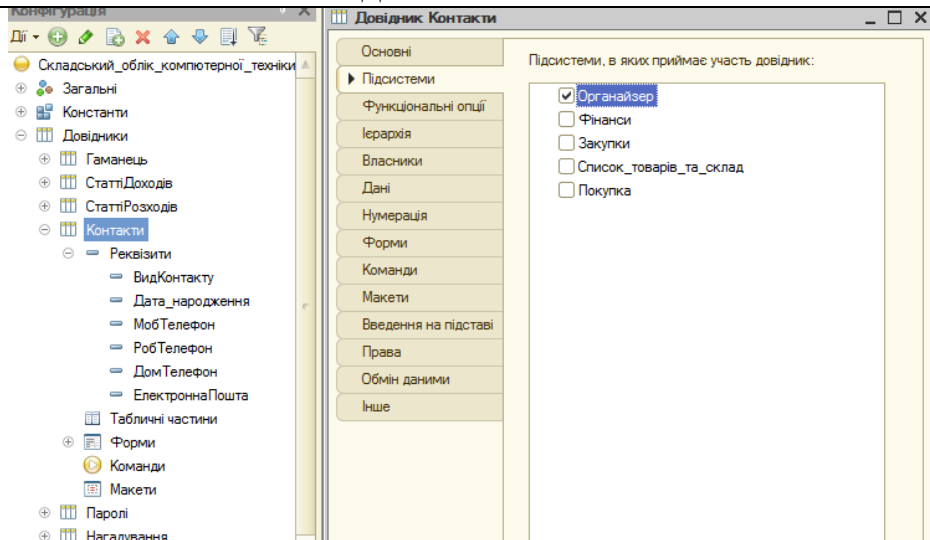 Конфігурація
Дії
Складський_облік_компютерної_техніки
Загальні
Константи
Довідники
Гаманець
СтаттіДоходів
СтаттіРозходів
Контакти
Реквізити
ВидКонтакту
Дата_народження
МобТелефон
РобТелефон
ДомТелефон
ЕлектроннаПошта
Табличні частини
Форми
Команди
Макети
Паролі
Нагадування
Довідник Контакти
Основні
Підсистеми
Функціональні опції
Ієрархія
Власники
Дані
Нумерація
Форми
Команди
Макети
Введення на підставі
Права
Обмін даними
Інше
Підсистеми, в яких приймає участь довідник:
Органайзер
Фінанси
Закупки
Список_товарів_та_склад
Покупка